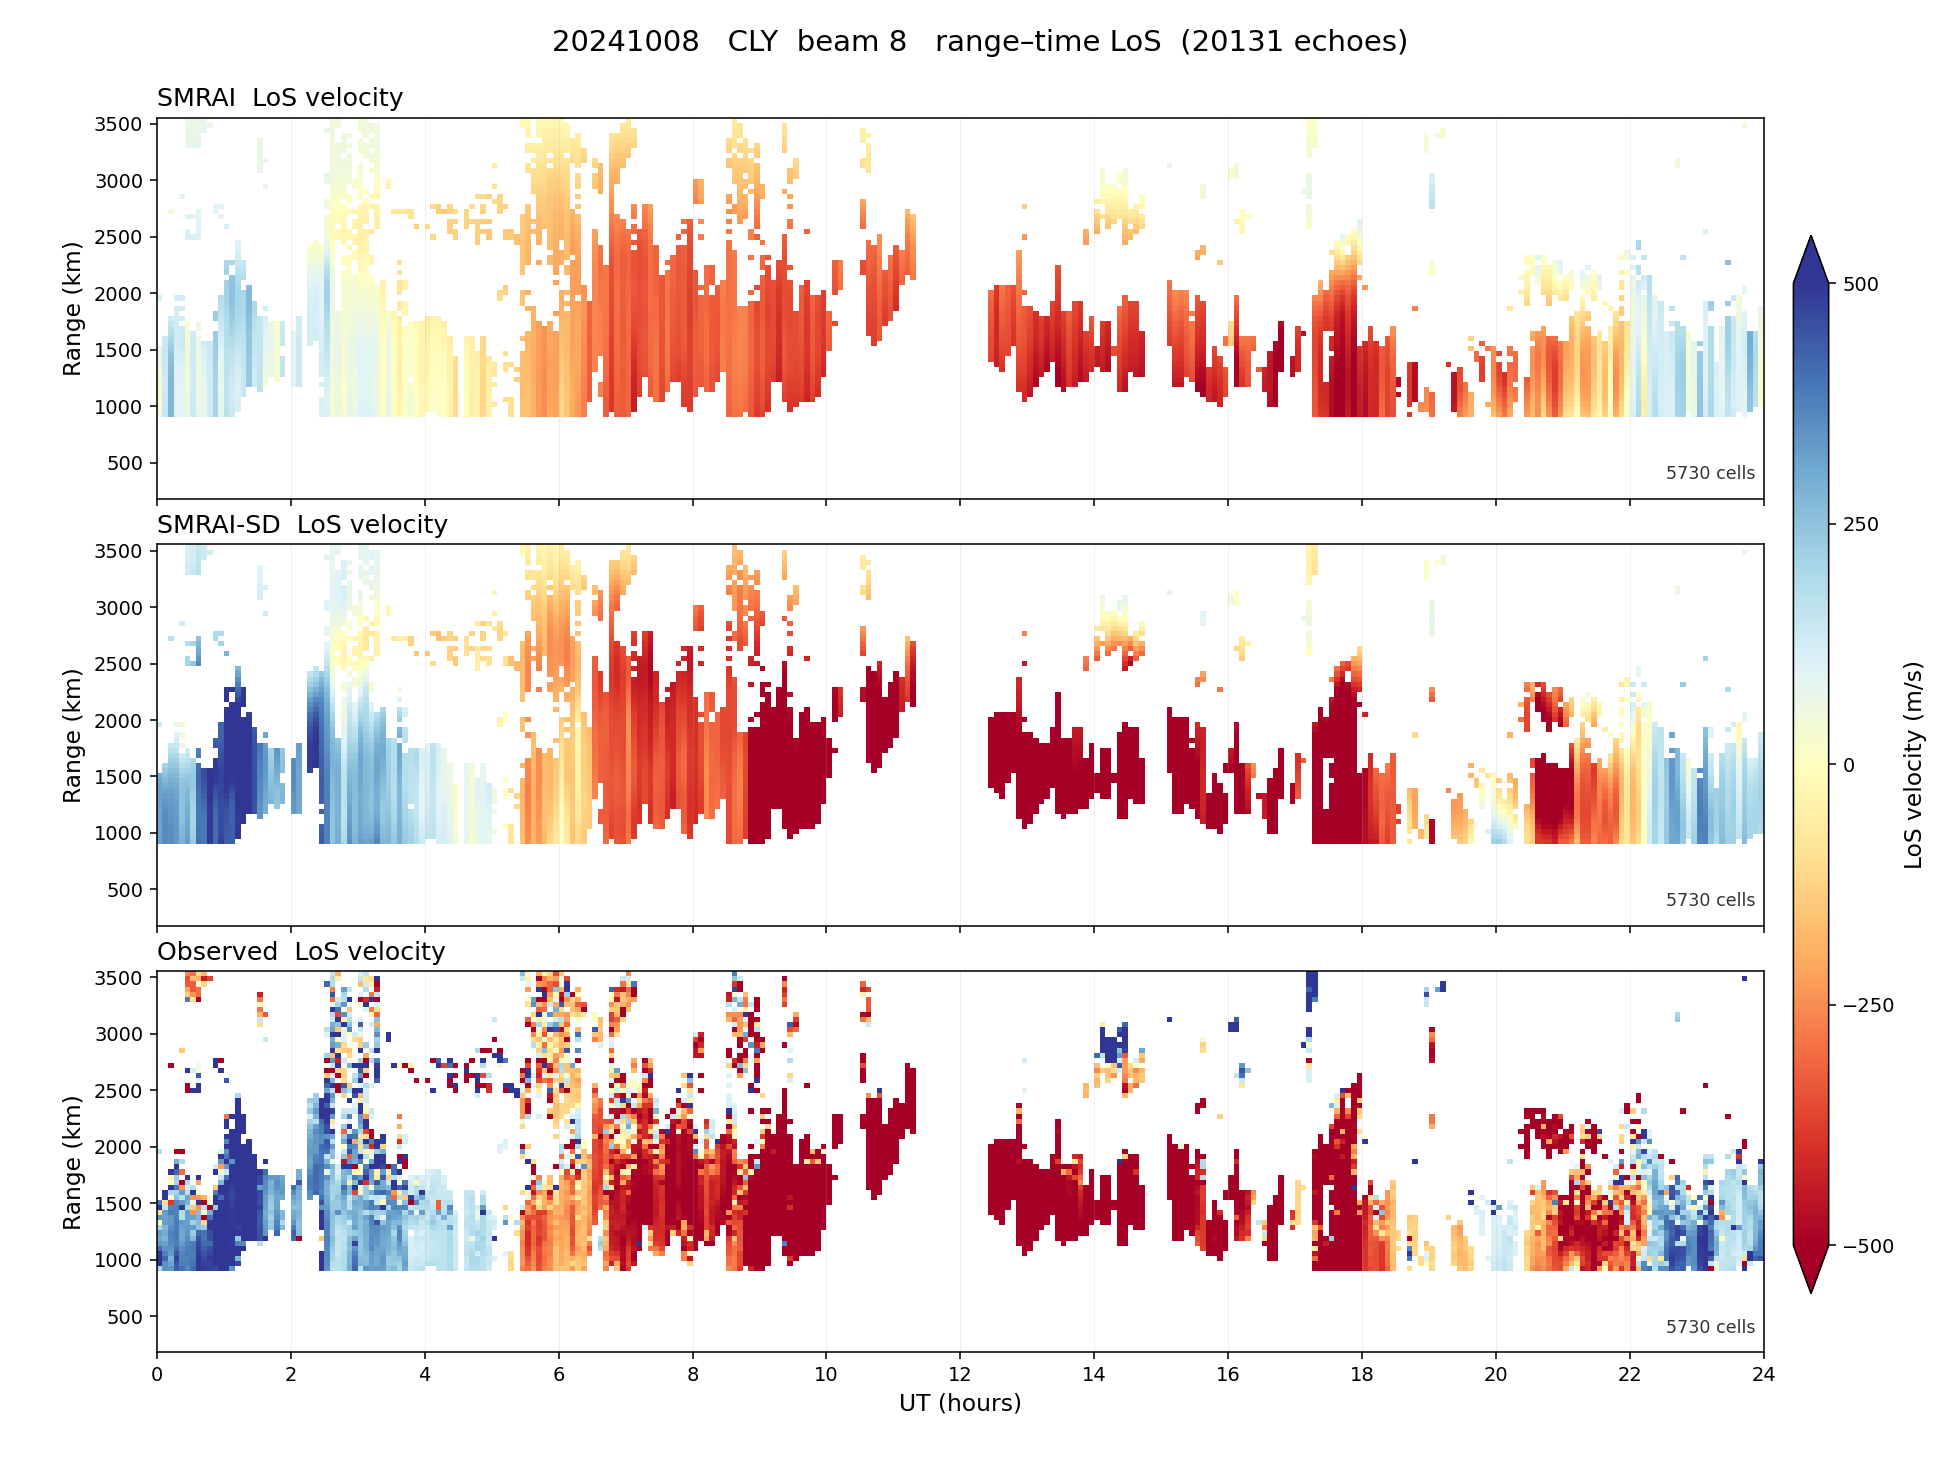 20241008   CLY  beam 8   range–time LoS  (20131 echoes)
SMRAI  LoS velocity
3500
3000
2500
2000
1500
1000
500
Range (km)
5730 cells
SMRAI-SD  LoS velocity
3500
3000
2500
2000
1500
1000
500
Range (km)
5730 cells
Observed  LoS velocity
3500
3000
2500
2000
1500
1000
500
Range (km)
5730 cells
0 2 4 6 8 10 12 14 16 18 20 22 24
UT (hours)
500
250
0
−250
−500
LoS velocity (m/s)